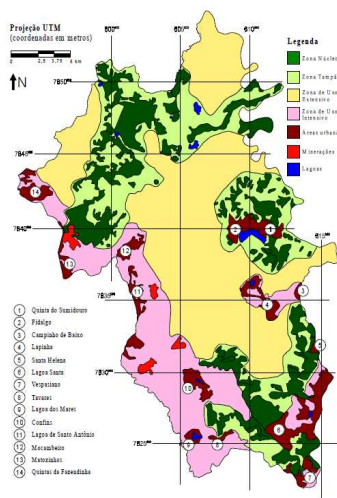 Projeção UTM
(coordenadas em metros)
N
Legenda
Zona Núcleo
Zona Tampão
Zona de Uso
Extensivo
Zona de Uso
Intensivo
Áreas urbanas
Minerações
Lagoas
1 Quinta do Sumidouro
2 Fidalgo
3 Campinho de Baixo
4 Lapinha
5 Santa Helena
6 Lagoa Santa
7 Vespasiano
8 Tavares
9 Lagoa dos Mares
10 Confins
11 Lagoa de Santo Antônio
12 Mocambeiro
13 Matozinhos
14 Quintas da Fazendinha